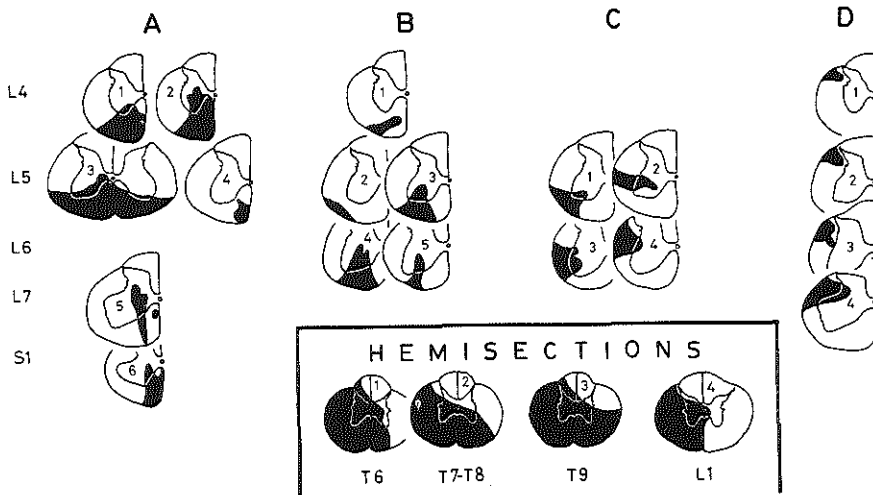 A B C D
L4 1 2 1 1
L5 3 4 2 3 1 2 2
L6 4 5 3 4 3
L7 5 4
S1 6
HEMISECTIONS
1 2 3 4
T6 T7-T8 T9 L1